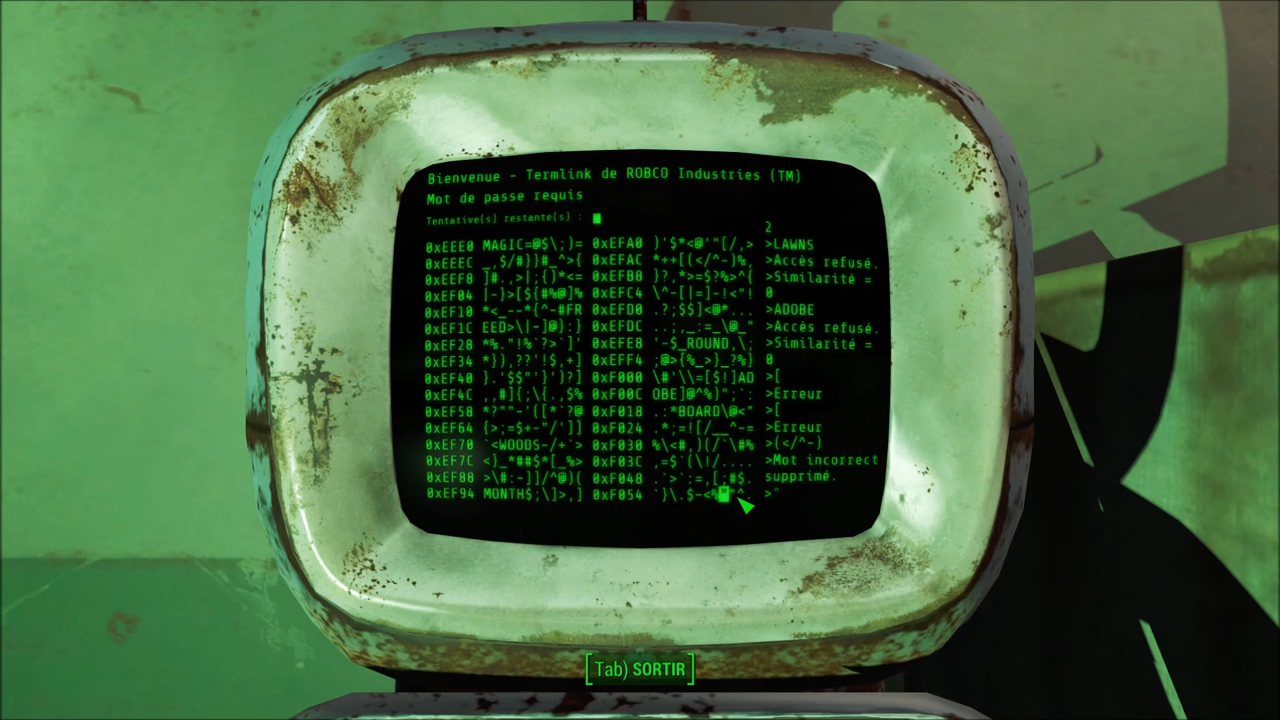 Bienvenue - Termlink de ROBCO Industries (TM)
Mot de passe requis
Tentative(s) restante(s) : ■
2
0xEEE0 MAGIC=@$\;)= 0xEFA0 )'$*<@'"[/,> >LAWNS
0xEEEC _,$/#}}#_^>{ 0xEFAC *++[(</^-)%, >Accès refusé.
0xEEF8 ]#.,>|;{]*<= 0xEFB8 }?,*>=$?%>^{ >Similarité =
0xEF04 |-}>[${#%@]% 0xEFC4 \^-[|=]-!<"! 0
0xEF10 *<_--*{^-#FR 0xEFD0 .?;$$]<@*... >ADOBE
0xEF1C EED>\|-]@}:} 0xEFDC ..;,_:=_\@_" >Accès refusé.
0xEF28 *%."!%`?>`]' 0xEFE8 '-$_ROUND,\; >Similarité =
0xEF34 *}),??'!$,+] 0xEFF4 ;@>{%_>}_?%} 0
0xEF40 }.'$$"'}')?] 0xF000 \#'\\=[$!]AD >[
0xEF4C ,,#]{;\{.,$% 0xF00C OBE]@^%)";`: >Erreur
0xEF58 *?""-'([*`?@ 0xF018 .:*BOARD\@<" >[
0xEF64 {>;=$+-"/']] 0xF024 .*;=![/__^-= >Erreur
0xEF70 `<WOODS-/+`> 0xF030 %\<#,)(/`\#% >(</^-)
0xEF7C <}_*##$*[_%> 0xF03C ,=$`(\!/.... >Mot incorrect
0xEF88 >\#:-]]/^@)( 0xF048 .`>`:=,[;#$. supprimé.
0xEF94 MONTH$;\]>,] 0xF054 `}\.$-<%""^. >"
[Tab) SORTIR]